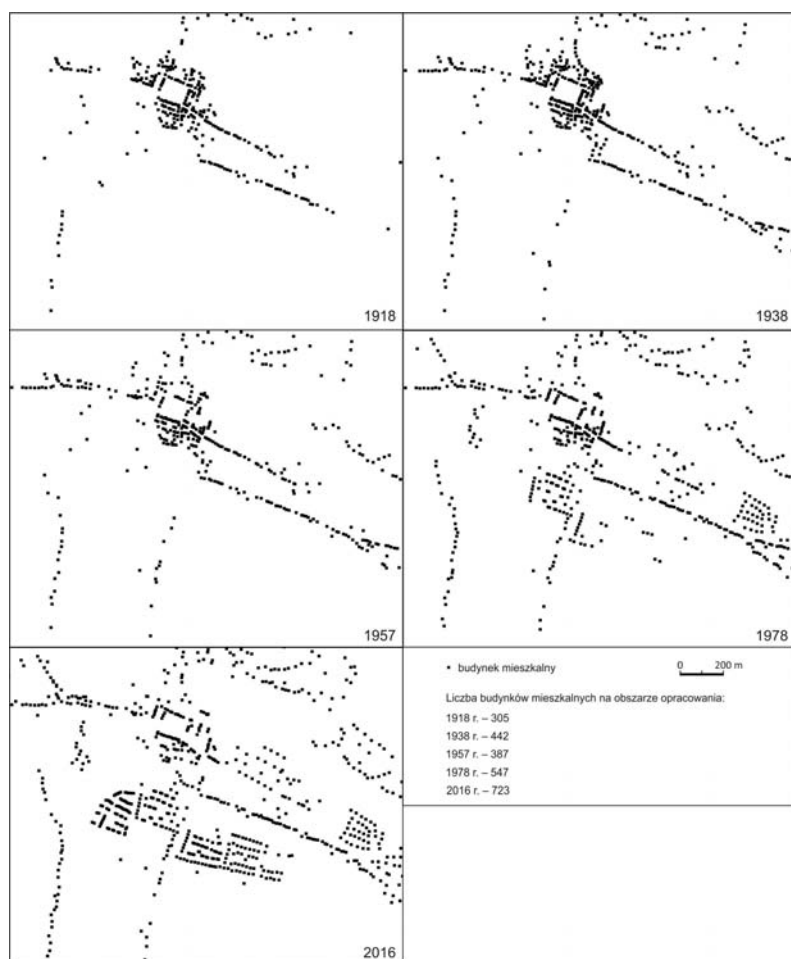 1918
1938
1957
1978
2016
budynek mieszkalny
0 200 m
Liczba budynków mieszkalnych na obszarze opracowania:
1918 r. – 305
1938 r. – 442
1957 r. – 387
1978 r. – 547
2016 r. – 723